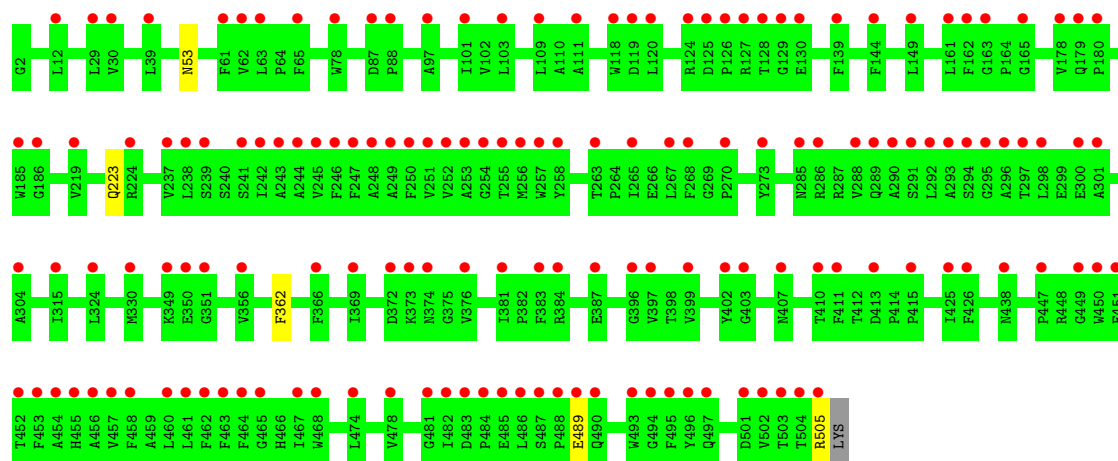 G2 L12 L29 V30 L39 N53 F61 V62 L63 P64 F65 W78 D87 P88 A97 I101 V102 L103 L109 A110 A111 W118 D119 L120 R124 D125 P126 R127 T128 G129 E130 F139 F144 L149 L161 F162 G163 P164 G165 V178 Q179 P180
W185 G186 V219 Q223 R224 V237 L238 S239 S240 S241 I242 A243 A244 V245 F246 F247 A248 A249 F250 V251 V252 A253 G254 T255 M256 W257 Y258 T263 P264 I265 E266 L267 F268 G269 P270 Y273 N285 R286 R287 V288 Q289 A290 S291 L292 A293 S294 G295 A296 T297 L298 E299 E300 A301
A304 I315 L324 M330 K349 E350 G351 V356 F362 F366 I369 D372 K373 N374 G375 V376 I381 P382 F383 R384 E387 G396 V397 T398 V399 Y402 G403 N407 T410 F411 T412 D413 P414 P415 I425 F426 N438 P447 R448 G449 W450 F451
T452 F453 A454 H455 A456 V457 F458 A459 L460 L461 F462 F463 F464 G465 H466 I467 W468 L474 V478 G481 I482 D483 P484 E485 L486 S487 P488 E489 Q490 W493 G494 F495 Y496 Q497 D501 V502 T503 T504 R505 LYS